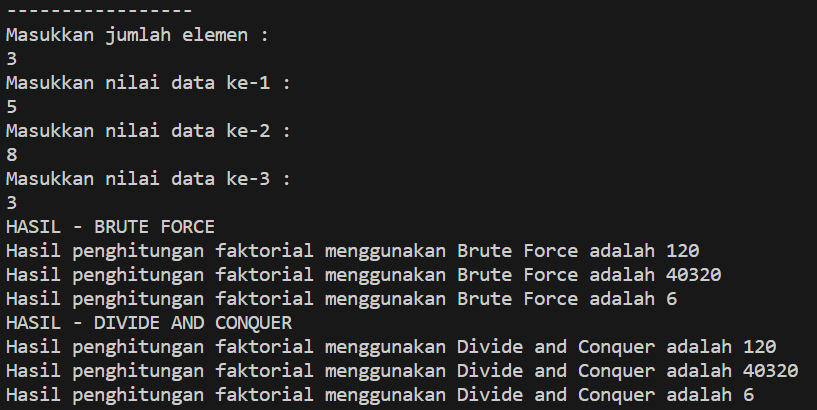 -----------------
Masukkan jumlah elemen :
3
Masukkan nilai data ke-1 :
5
Masukkan nilai data ke-2 :
8
Masukkan nilai data ke-3 :
3
HASIL - BRUTE FORCE
Hasil penghitungan faktorial menggunakan Brute Force adalah 120
Hasil penghitungan faktorial menggunakan Brute Force adalah 40320
Hasil penghitungan faktorial menggunakan Brute Force adalah 6
HASIL - DIVIDE AND CONQUER
Hasil penghitungan faktorial menggunakan Divide and Conquer adalah 120
Hasil penghitungan faktorial menggunakan Divide and Conquer adalah 40320
Hasil penghitungan faktorial menggunakan Divide and Conquer adalah 6